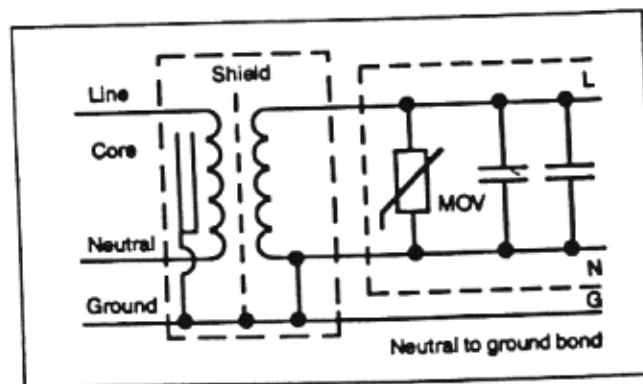 Shield
L
Line
Core
MOV
Neutral
N
Ground
G
Neutral to ground bond